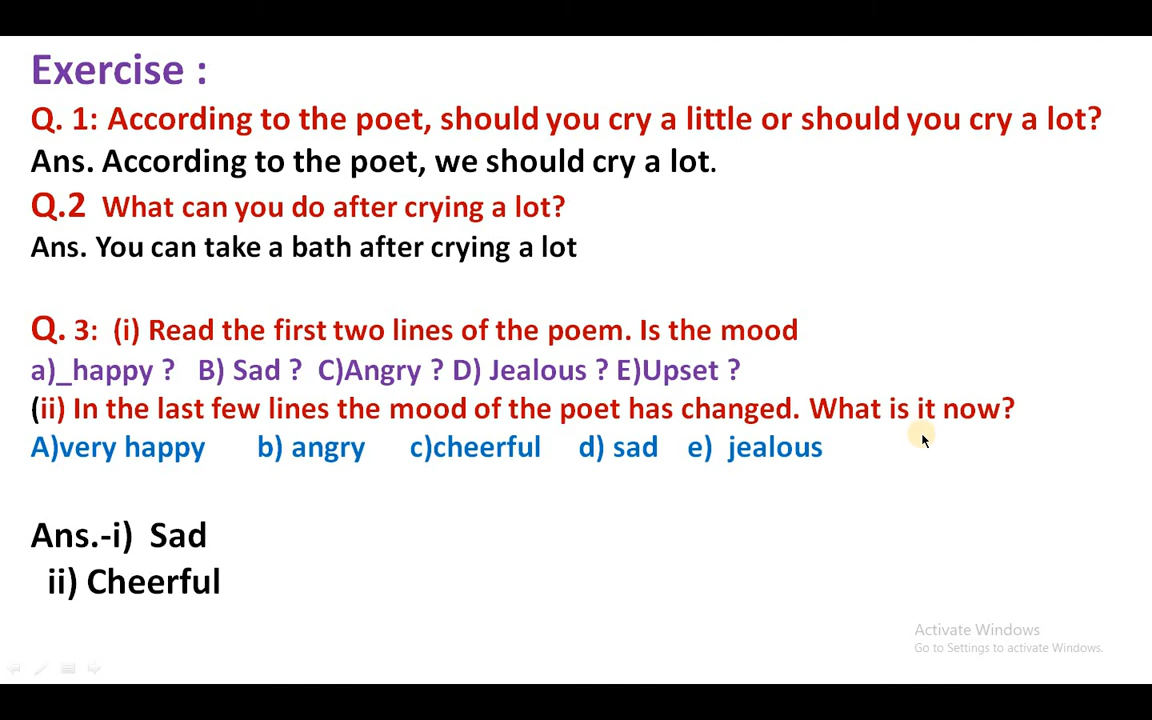 Exercise :
Q. 1: According to the poet, should you cry a little or should you cry a lot?
Ans. According to the poet, we should cry a lot.
Q.2 What can you do after crying a lot?
Ans. You can take a bath after crying a lot
Q. 3: (i) Read the first two lines of the poem. Is the mood
a)_happy ? B) Sad ? C)Angry ? D) Jealous ? E)Upset ?
(ii) In the last few lines the mood of the poet has changed. What is it now?
A)very happy b) angry c)cheerful d) sad e) jealous
Ans.-i) Sad
ii) Cheerful
Activate Windows
Go to Settings to activate Windows.